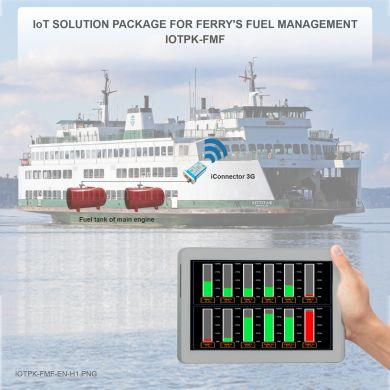 IoT SOLUTION PACKAGE FOR FERRY'S FUEL MANAGEMENT
IOTPK-FMF
iConnector 3G
KITTITAS
Fuel tank of main engine
IOTPK-FMF-EN-H1.PNG